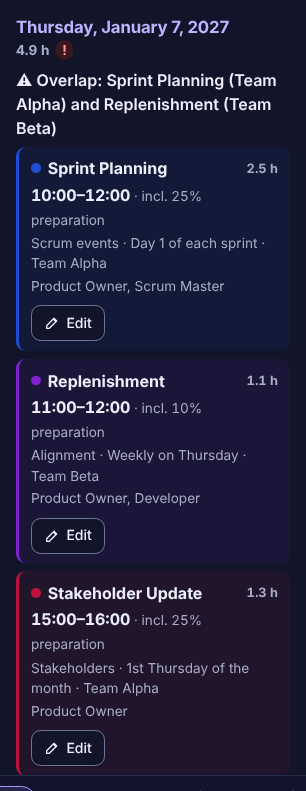 Thursday, January 7, 2027
4.9 h !
⚠ Overlap: Sprint Planning (Team
Alpha) and Replenishment (Team
Beta)
Sprint Planning 2.5 h
10:00–12:00 · incl. 25%
preparation
Scrum events · Day 1 of each sprint ·
Team Alpha
Product Owner, Scrum Master
Edit
Replenishment 1.1 h
11:00–12:00 · incl. 10%
preparation
Alignment · Weekly on Thursday ·
Team Beta
Product Owner, Developer
Edit
Stakeholder Update 1.3 h
15:00–16:00 · incl. 25%
preparation
Stakeholders · 1st Thursday of the
month · Team Alpha
Product Owner
Edit